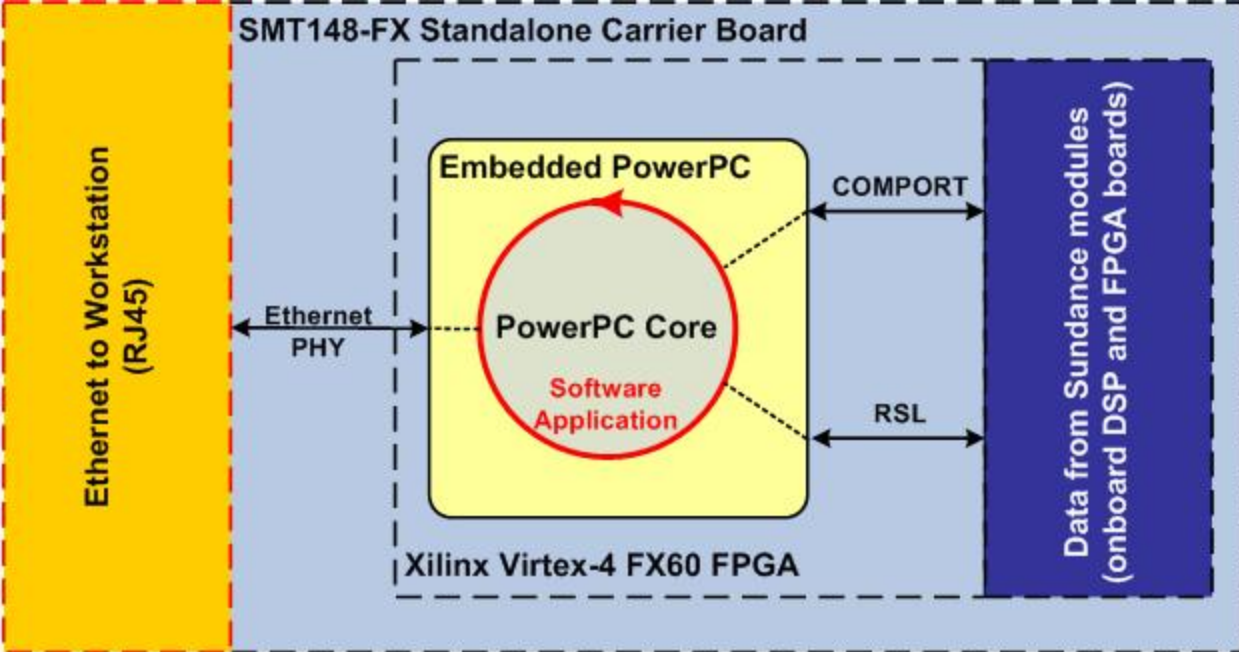 SMT148-FX Standalone Carrier Board
Ethernet to Workstation
(RJ45)
Ethernet
PHY
Embedded PowerPC
PowerPC Core
Software
Application
COMPORT
RSL
Xilinx Virtex-4 FX60 FPGA
Data from Sundance modules
(onboard DSP and FPGA boards)